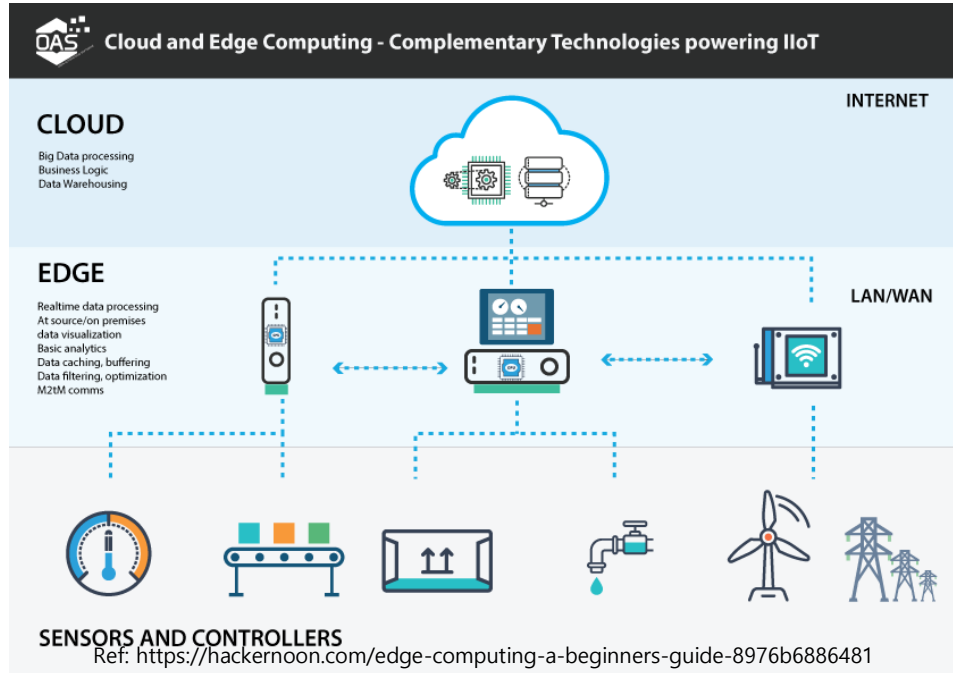 OAS
Cloud and Edge Computing - Complementary Technologies powering IIoT
INTERNET
CLOUD
Big Data processing
Business Logic
Data Warehousing
EDGE
LAN/WAN
Realtime data processing
At source/on premises
data visualization
Basic analytics
Data caching, buffering
Data filtering, optimization
M2tM comms
CPU
CPU
SENSORS AND CONTROLLERS
Ref: https://hackernoon.com/edge-computing-a-beginners-guide-8976b6886481